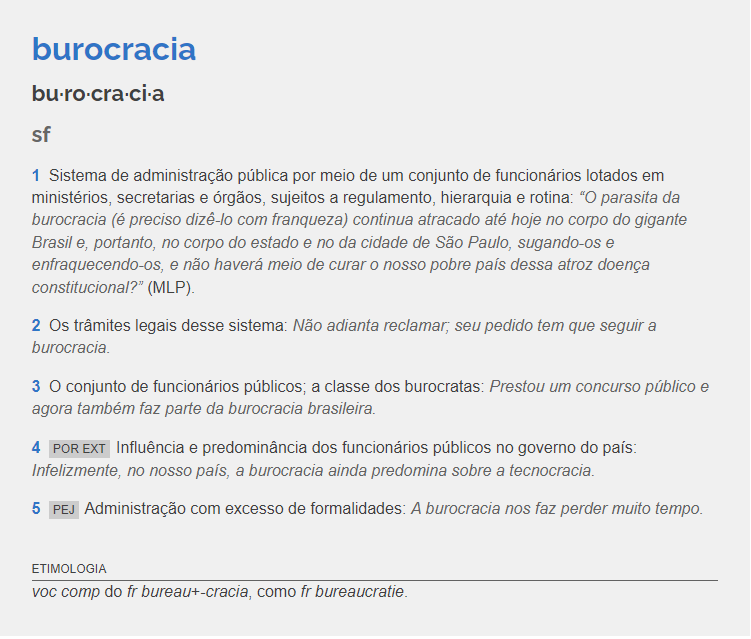 burocracia
bu·ro·cra·ci·a
sf
1 Sistema de administração pública por meio de um conjunto de funcionários lotados em
ministérios, secretarias e órgãos, sujeitos a regulamento, hierarquia e rotina: “O parasita da
burocracia (é preciso dizê-lo com franqueza) continua atracado até hoje no corpo do gigante
Brasil e, portanto, no corpo do estado e no da cidade de São Paulo, sugando-os e
enfraquecendo-os, e não haverá meio de curar o nosso pobre país dessa atroz doença
constitucional?” (MLP).
2 Os trâmites legais desse sistema: Não adianta reclamar; seu pedido tem que seguir a
burocracia.
3 O conjunto de funcionários públicos; a classe dos burocratas: Prestou um concurso público e
agora também faz parte da burocracia brasileira.
4 POR EXT Influência e predominância dos funcionários públicos no governo do país:
Infelizmente, no nosso país, a burocracia ainda predomina sobre a tecnocracia.
5 PEJ Administração com excesso de formalidades: A burocracia nos faz perder muito tempo.
ETIMOLOGIA
voc comp do fr bureau+-cracia, como fr bureaucratie.